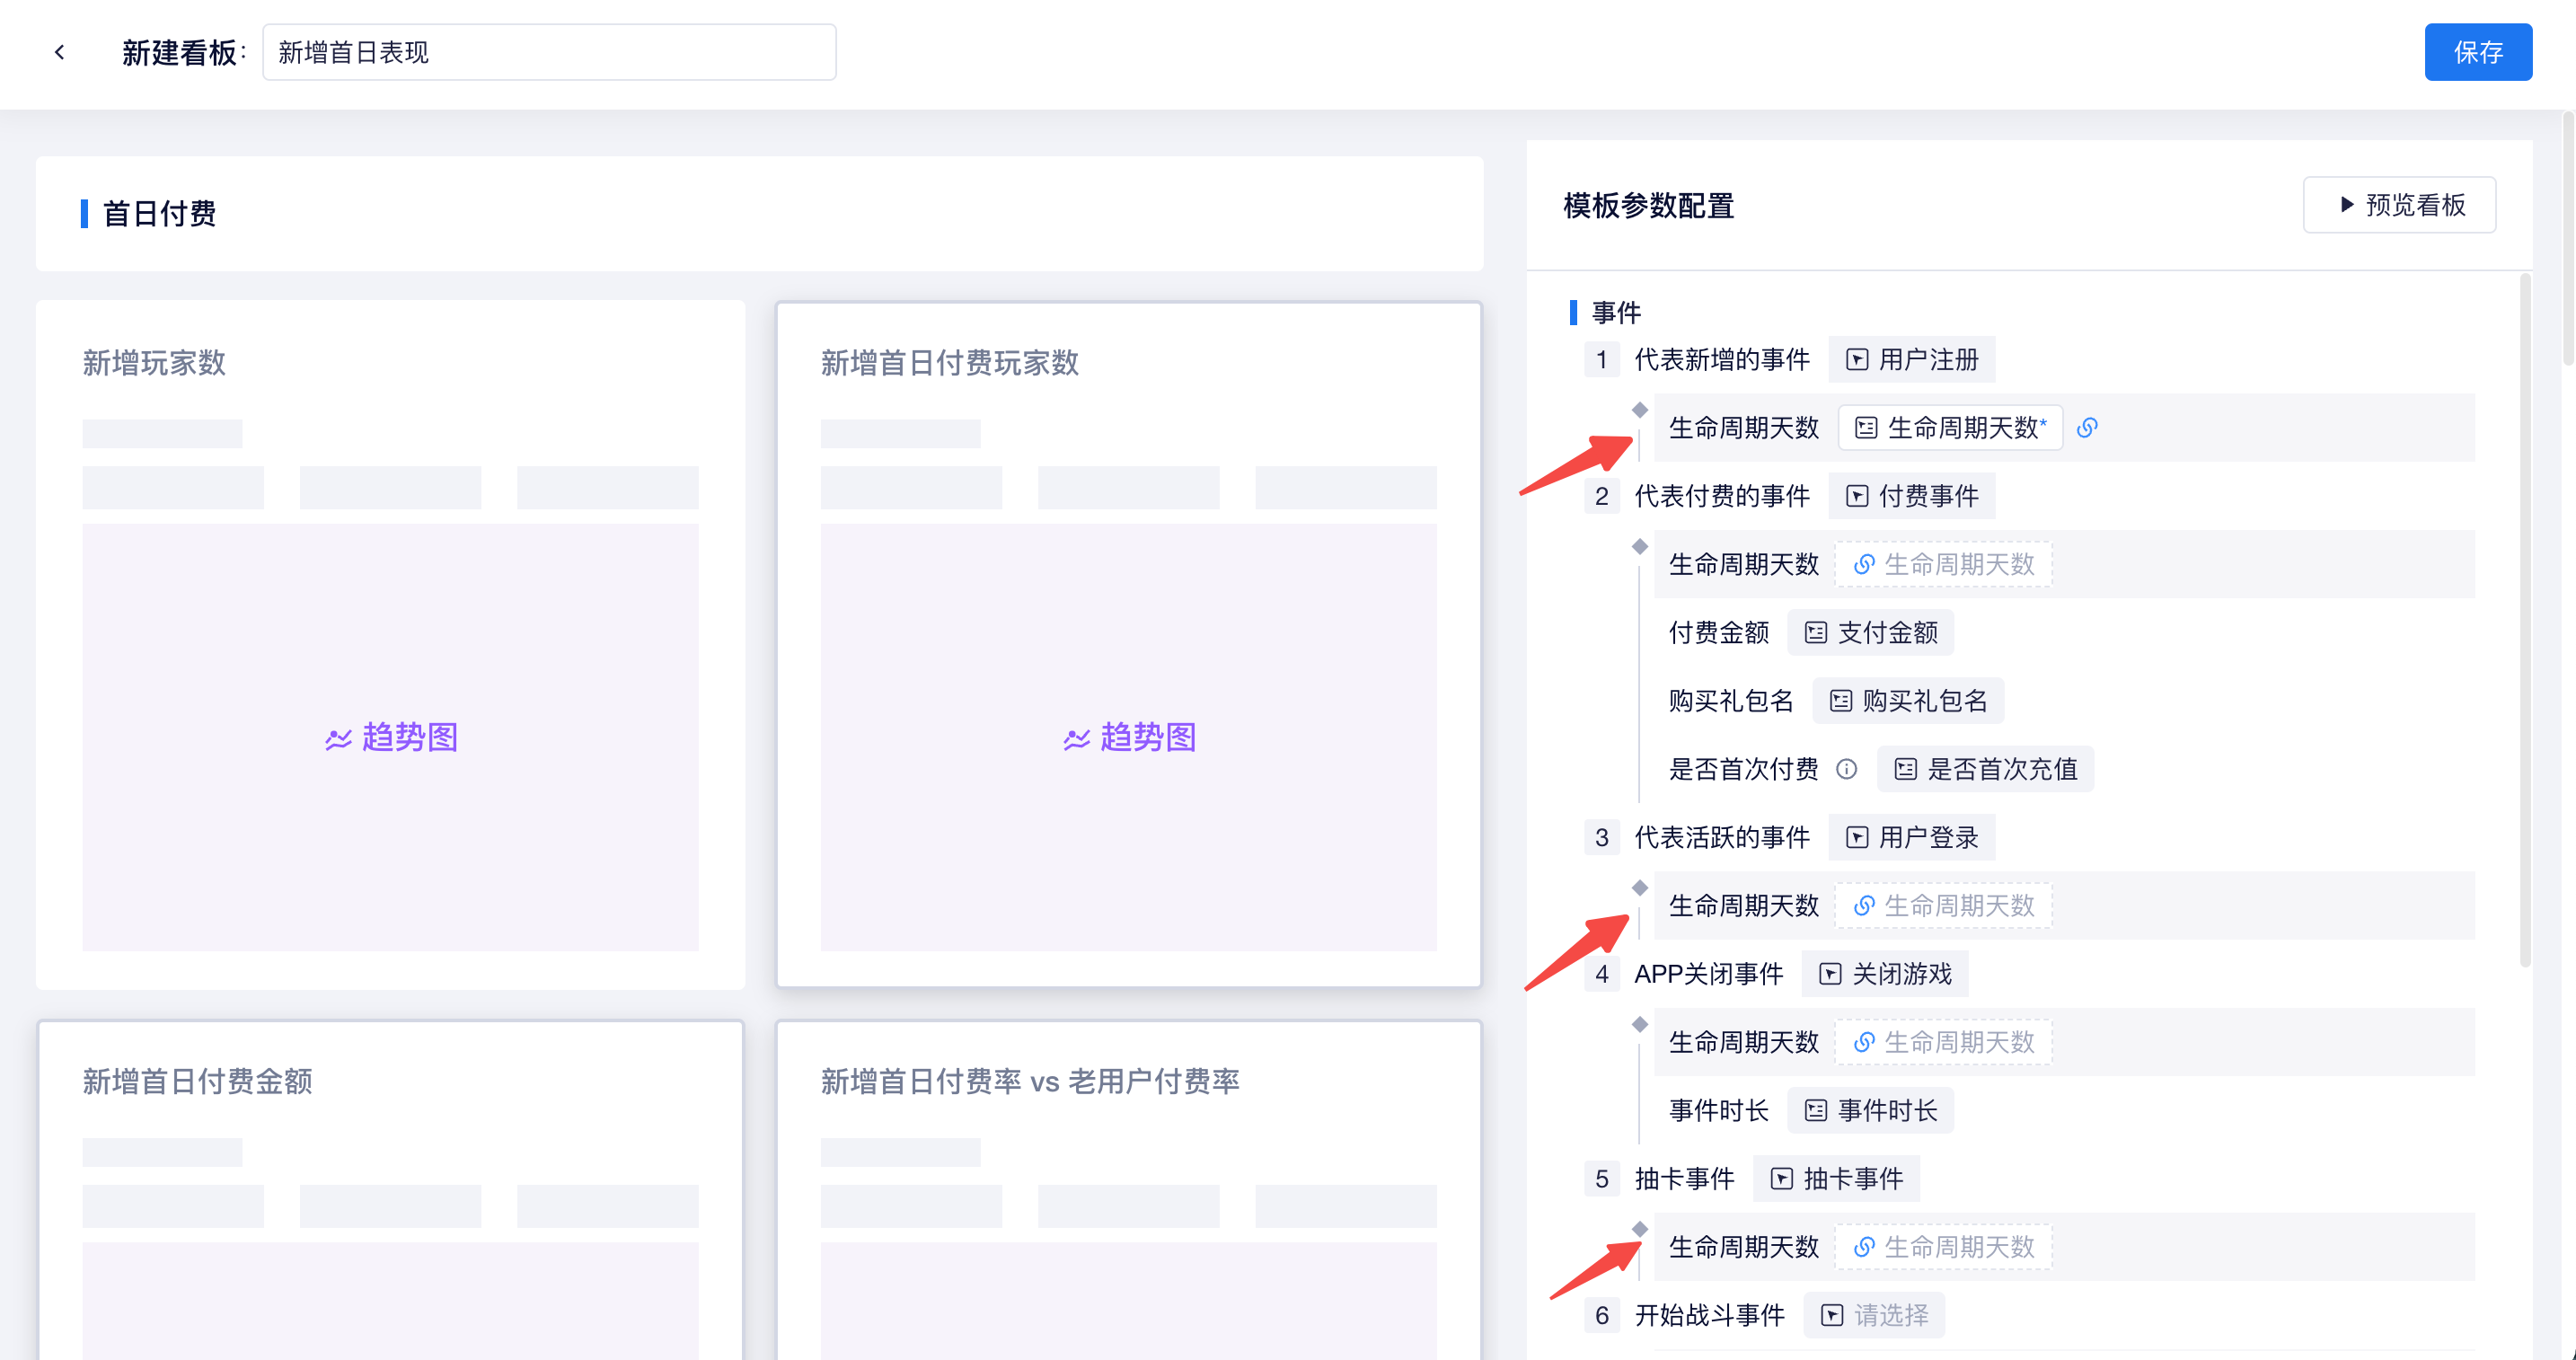 新建看板:
新增首日表现
保存
首日付费
新增玩家数
趋势图
新增首日付费玩家数
趋势图
新增首日付费金额
新增首日付费率 vs 老用户付费率
模板参数配置
预览看板
事件
1 代表新增的事件 用户注册
生命周期天数 生命周期天数*
2 代表付费的事件 付费事件
生命周期天数 生命周期天数
付费金额 支付金额
购买礼包名 购买礼包名
是否首次付费 是否首次充值
3 代表活跃的事件 用户登录
生命周期天数 生命周期天数
4 APP关闭事件 关闭游戏
生命周期天数 生命周期天数
事件时长 事件时长
5 抽卡事件 抽卡事件
生命周期天数 生命周期天数
6 开始战斗事件 请选择